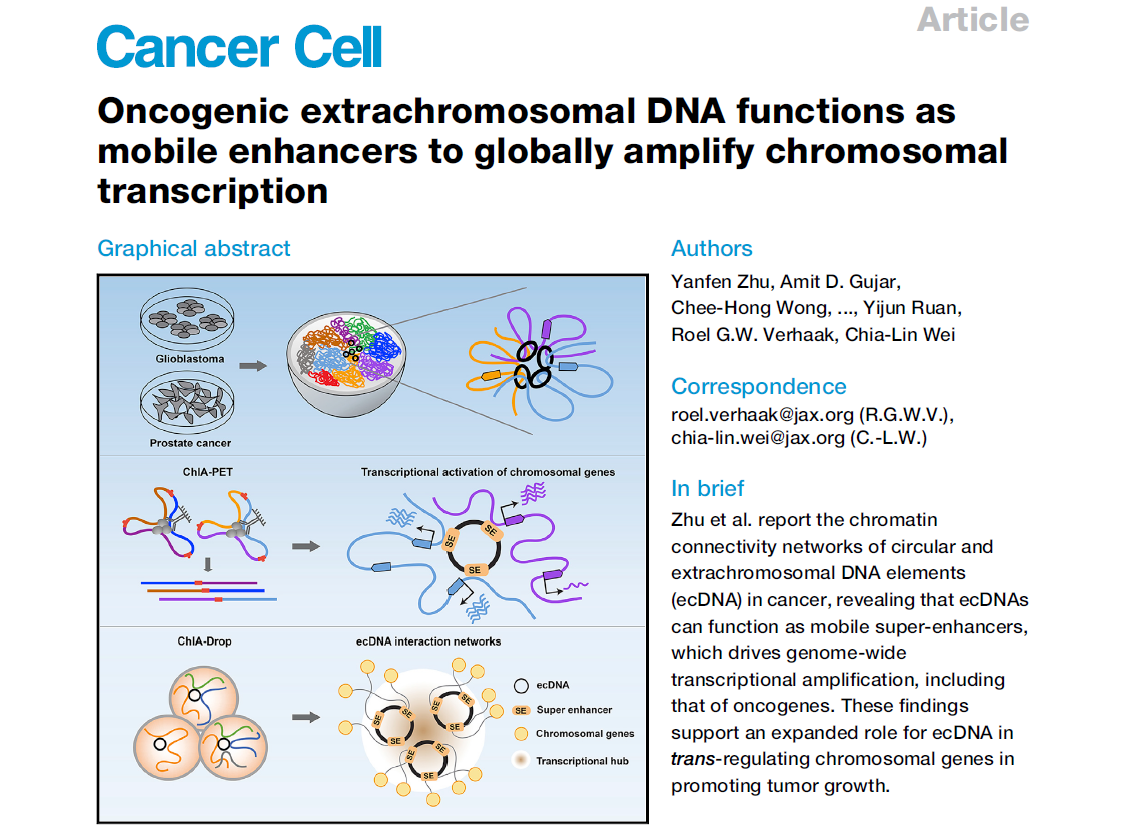 Article
Cancer Cell
Oncogenic extrachromosomal DNA functions as
mobile enhancers to globally amplify chromosomal
transcription
Graphical abstract
Glioblastoma
Prostate cancer
ChIA-PET
Transcriptional activation of chromosomal genes
SE
SE
SE
ChIA-Drop
ecDNA interaction networks
SE
SE
SE
SE
SE
SE
SE
SE
SE
ecDNA
SE
Super enhancer
Chromosomal genes
Transcriptional hub
Authors
Yanfen Zhu, Amit D. Gujar,
Chee-Hong Wong, ..., Yijun Ruan,
Roel G.W. Verhaak, Chia-Lin Wei
Correspondence
roel.verhaak@jax.org (R.G.W.V.),
chia-lin.wei@jax.org (C.-L.W.)
In brief
Zhu et al. report the chromatin
connectivity networks of circular and
extrachromosomal DNA elements
(ecDNA) in cancer, revealing that ecDNAs
can function as mobile super-enhancers,
which drives genome-wide
transcriptional amplification, including
that of oncogenes. These findings
support an expanded role for ecDNA in
trans-regulating chromosomal genes in
promoting tumor growth.